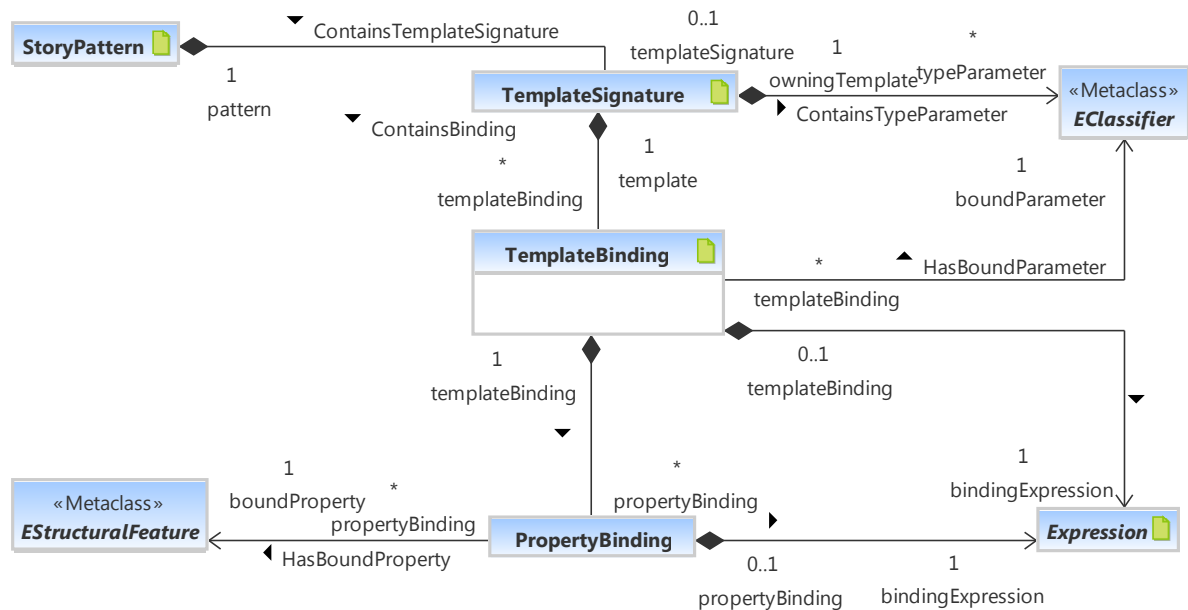 ContainsTemplateSignature
0..1
templateSignature
StoryPattern
1
pattern
1
owningTemplate
*
typeParameter
TemplateSignature
ContainsTypeParameter
«Metaclass»
EClassifier
ContainsBinding
*
templateBinding
1
template
1
boundParameter
TemplateBinding
*
templateBinding
HasBoundParameter
1
templateBinding
0..1
templateBinding
1
boundProperty
*
propertyBinding
*
propertyBinding
1
bindingExpression
«Metaclass»
EStructuralFeature
HasBoundProperty
PropertyBinding
0..1
propertyBinding
1
bindingExpression
Expression